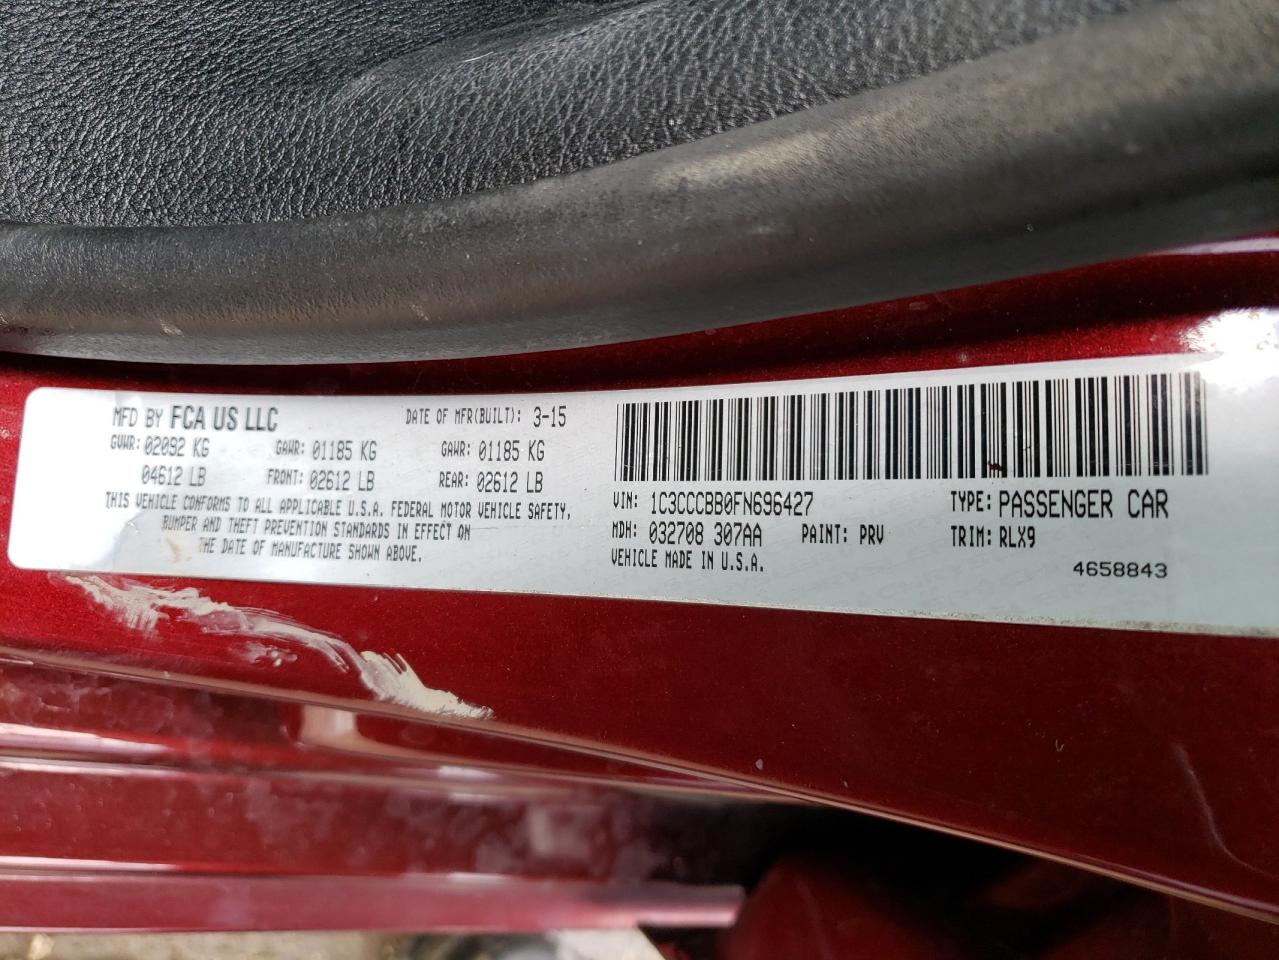 MFD BY FCA US LLC DATE OF MFR(BUILT): 3-15
GVWR: 02092 KG GAWR: 01185 KG GAWR: 01185 KG
04612 LB FRONT: 02612 LB REAR: 02612 LB
THIS VEHICLE CONFORMS TO ALL APPLICABLE U.S.A. FEDERAL MOTOR VEHICLE SAFETY,
BUMPER AND THEFT PREVENTION STANDARDS IN EFFECT ON
THE DATE OF MANUFACTURE SHOWN ABOVE.
VIN: 1C3CCCBB0FN696427 TYPE: PASSENGER CAR
MDH: 032708 307AA PAINT: PRV TRIM: RLX9
VEHICLE MADE IN U.S.A.
4658843